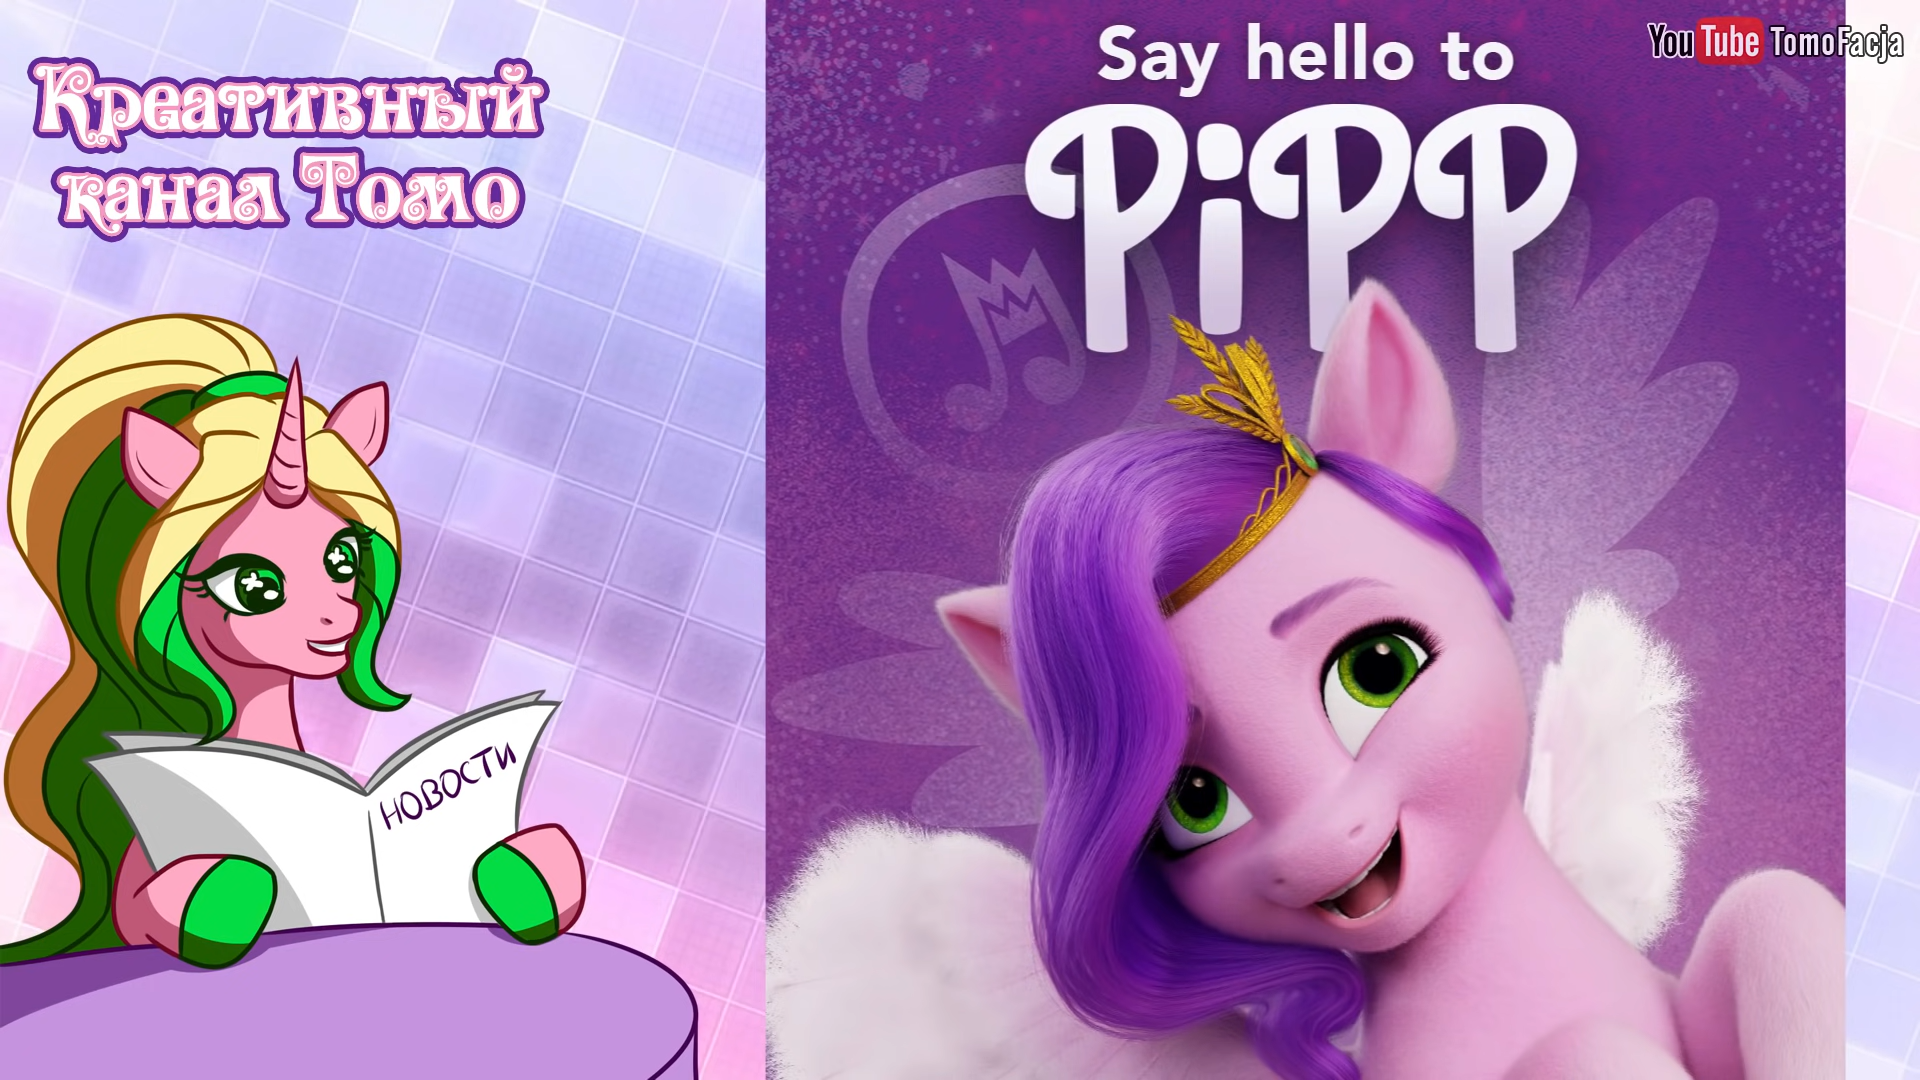 Креативный
канал Томо
НОВОСТИ
Say hello to
PiPP
YouTube TomoFacja